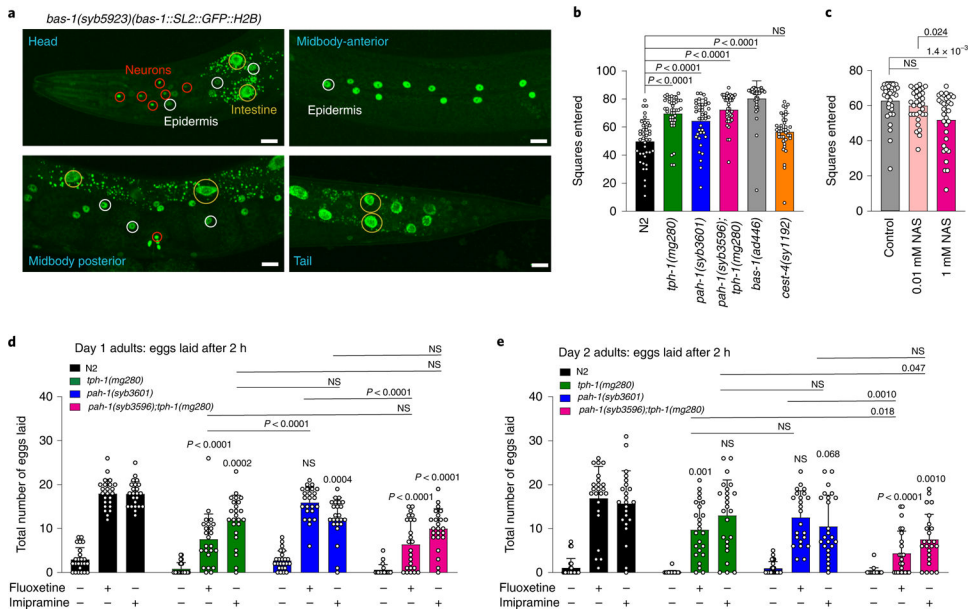 a
bas-1(syb5923)(bas-1::SL2::GFP::H2B)
Head
Neurons
Intestine
Epidermis
Midbody-anterior
Epidermis
Midbody posterior
Tail
b
NS
P < 0.0001
P < 0.0001
P < 0.0001
P < 0.0001
Squares entered
100
80
60
40
20
0
N2
tph-1(mg280)
pah-1(syb3601)
pah-1(syb3596);
tph-1(mg280)
bas-1(ad446)
cest-4(sy1192)
c
0.024
1.4 × 10⁻³
NS
Squares entered
100
80
60
40
20
0
Control
0.01 mM NAS
1 mM NAS
d
Day 1 adults: eggs laid after 2 h
N2
tph-1(mg280)
pah-1(syb3601)
pah-1(syb3596);tph-1(mg280)
NS
NS
NS
P < 0.0001
NS
P < 0.0001
P < 0.0001
0.0002
NS
0.0004
P < 0.0001
P < 0.0001
Total number of eggs laid
40
30
20
10
0
Fluoxetine – + – – + – – + – – + –
Imipramine – – + – – + – – + – – +
e
Day 2 adults: eggs laid after 2 h
N2
tph-1(mg280)
pah-1(syb3601)
pah-1(syb3596);tph-1(mg280)
NS
0.047
NS
0.0010
0.018
NS
0.001
NS
NS
0.068
P < 0.0001
0.0010
Total number of eggs laid
40
30
20
10
0
Fluoxetine – + – – + – – + – – + –
Imipramine – – + – – + – – + – – +